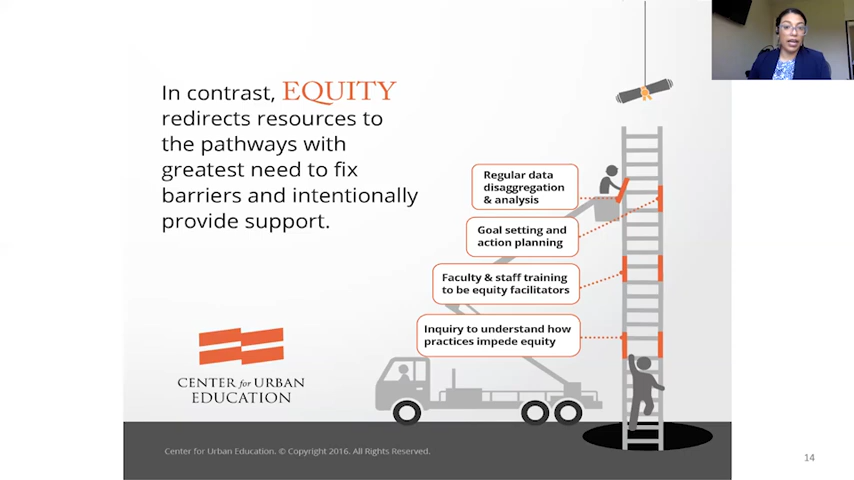 In contrast, EQUITY
redirects resources to
the pathways with
greatest need to fix
barriers and intentionally
provide support.
Regular data
disaggregation
& analysis
Goal setting and
action planning
Faculty & staff training
to be equity facilitators
Inquiry to understand how
practices impede equity
CENTER for URBAN
EDUCATION
Center for Urban Education. © Copyright 2016. All Rights Reserved.
14